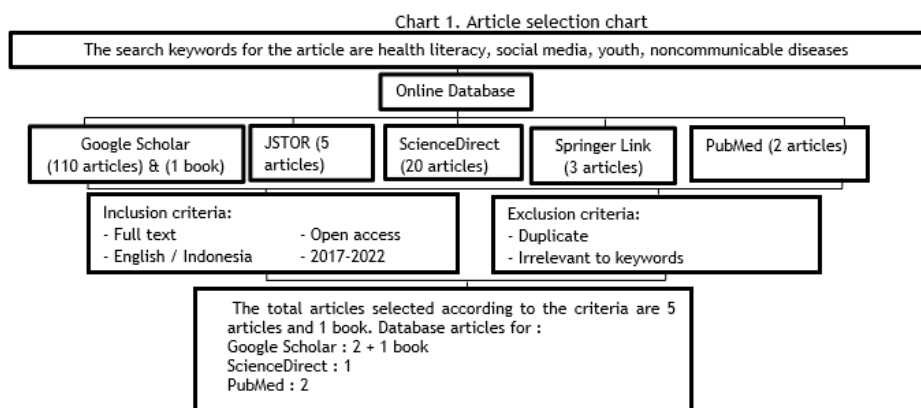 Chart 1. Article selection chart
The search keywords for the article are health literacy, social media, youth, noncommunicable diseases
Online Database
Google Scholar
(110 articles) & (1 book)
JSTOR (5
articles)
ScienceDirect
(20 articles)
Springer Link
(3 articles)
PubMed (2 articles)
Inclusion criteria:
- Full text - Open access
- English / Indonesia - 2017-2022
Exclusion criteria:
- Duplicate
- Irrelevant to keywords
The total articles selected according to the criteria are 5
articles and 1 book. Database articles for :
Google Scholar : 2 + 1 book
ScienceDirect : 1
PubMed : 2